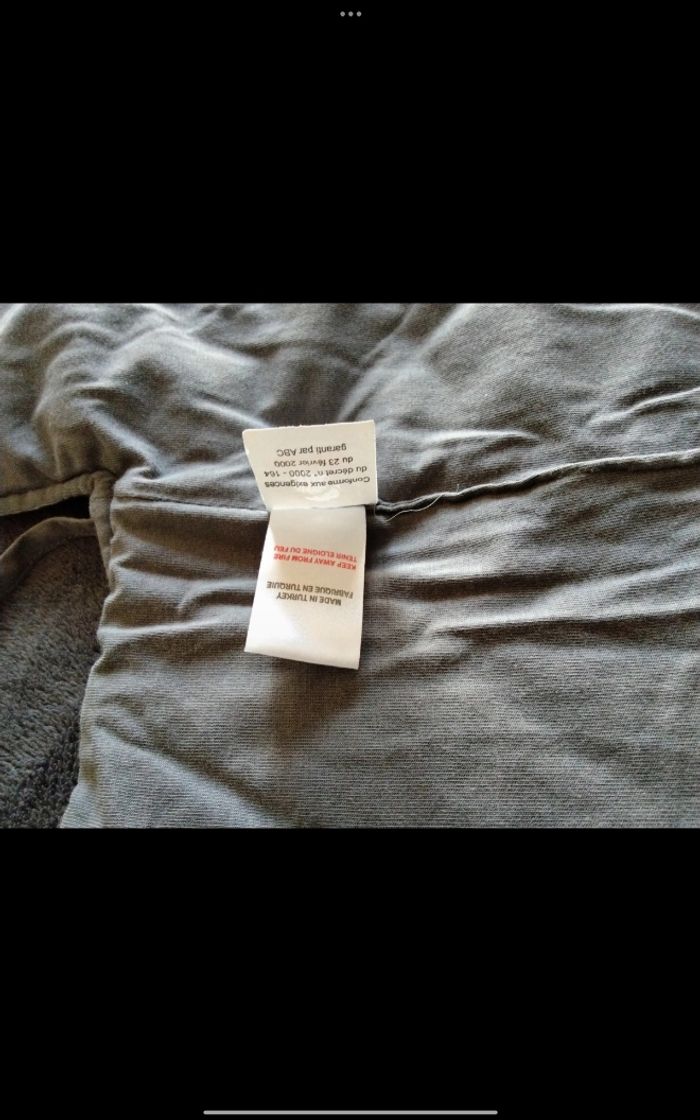 Conforme aux exigences
du décret n° 2000 - 164
du 23 février 2000
garanti par ABC
MADE IN TURKEY
FABRIQUE EN TURQUIE
KEEP AWAY FROM FIRE
TENIR ELOIGNE DU FEU